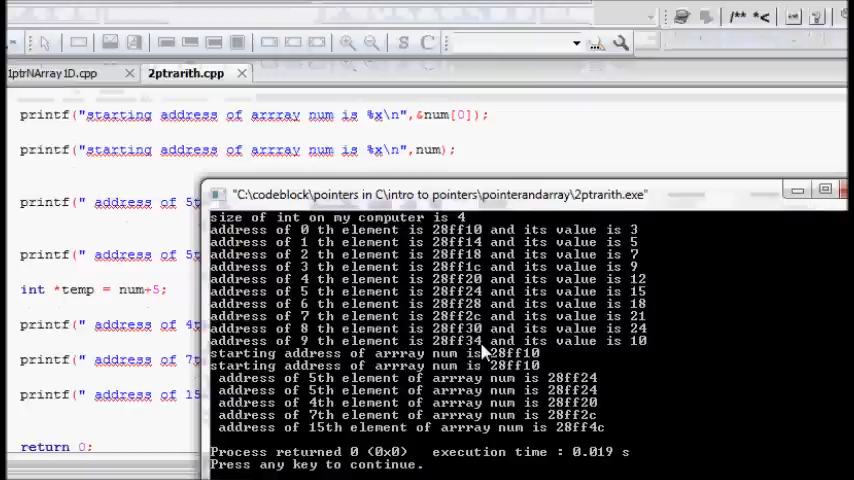 /** *<
S C
1ptrNArray1D.cpp × 2ptrarith.cpp ×
printf("starting address of arrray num is %x\n",&num[0]);
printf("starting address of arrray num is %x\n",num);
printf(" address of 5t
printf(" address of 5t
int *temp = num+5;
printf(" address of 4t
printf(" address of 7t
printf(" address of 15
return 0;
"C:\codeblock\pointers in C\intro to pointers\pointerandarray\2ptrarith.exe"
size of int on my computer is 4
address of 0 th element is 28ff10 and its value is 3
address of 1 th element is 28ff14 and its value is 5
address of 2 th element is 28ff18 and its value is 7
address of 3 th element is 28ff1c and its value is 9
address of 4 th element is 28ff20 and its value is 12
address of 5 th element is 28ff24 and its value is 15
address of 6 th element is 28ff28 and its value is 18
address of 7 th element is 28ff2c and its value is 21
address of 8 th element is 28ff30 and its value is 24
address of 9 th element is 28ff34 and its value is 10
starting address of arrray num is 28ff10
starting address of arrray num is 28ff10
address of 5th element of arrray num is 28ff24
address of 5th element of arrray num is 28ff24
address of 4th element of arrray num is 28ff20
address of 7th element of arrray num is 28ff2c
address of 15th element of arrray num is 28ff4c
Process returned 0 (0x0) execution time : 0.019 s
Press any key to continue.